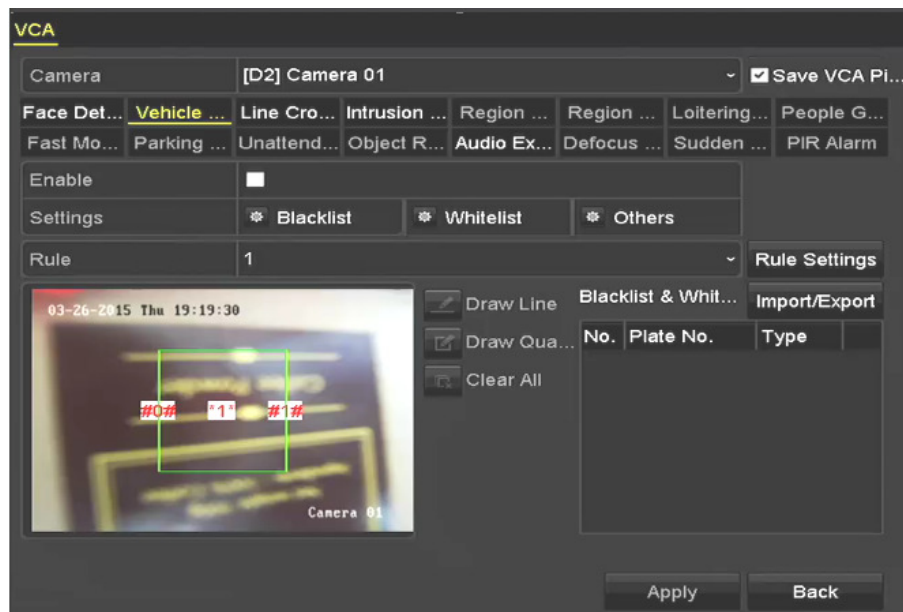 VCA
Camera [D2] Camera 01 Save VCA Pi...
Face Det... Vehicle ... Line Cro... Intrusion ... Region ... Region ... Loitering... People G...
Fast Mo... Parking ... Unattend... Object R... Audio Ex... Defocus ... Sudden ... PIR Alarm
Enable
Settings Blacklist Whitelist Others
Rule 1 Rule Settings
03-26-2015 Thu 19:19:30
#0# *1* #1#
Camera 01
Draw Line
Draw Qua...
Clear All
Blacklist & Whit... Import/Export
No. Plate No. Type
Apply Back